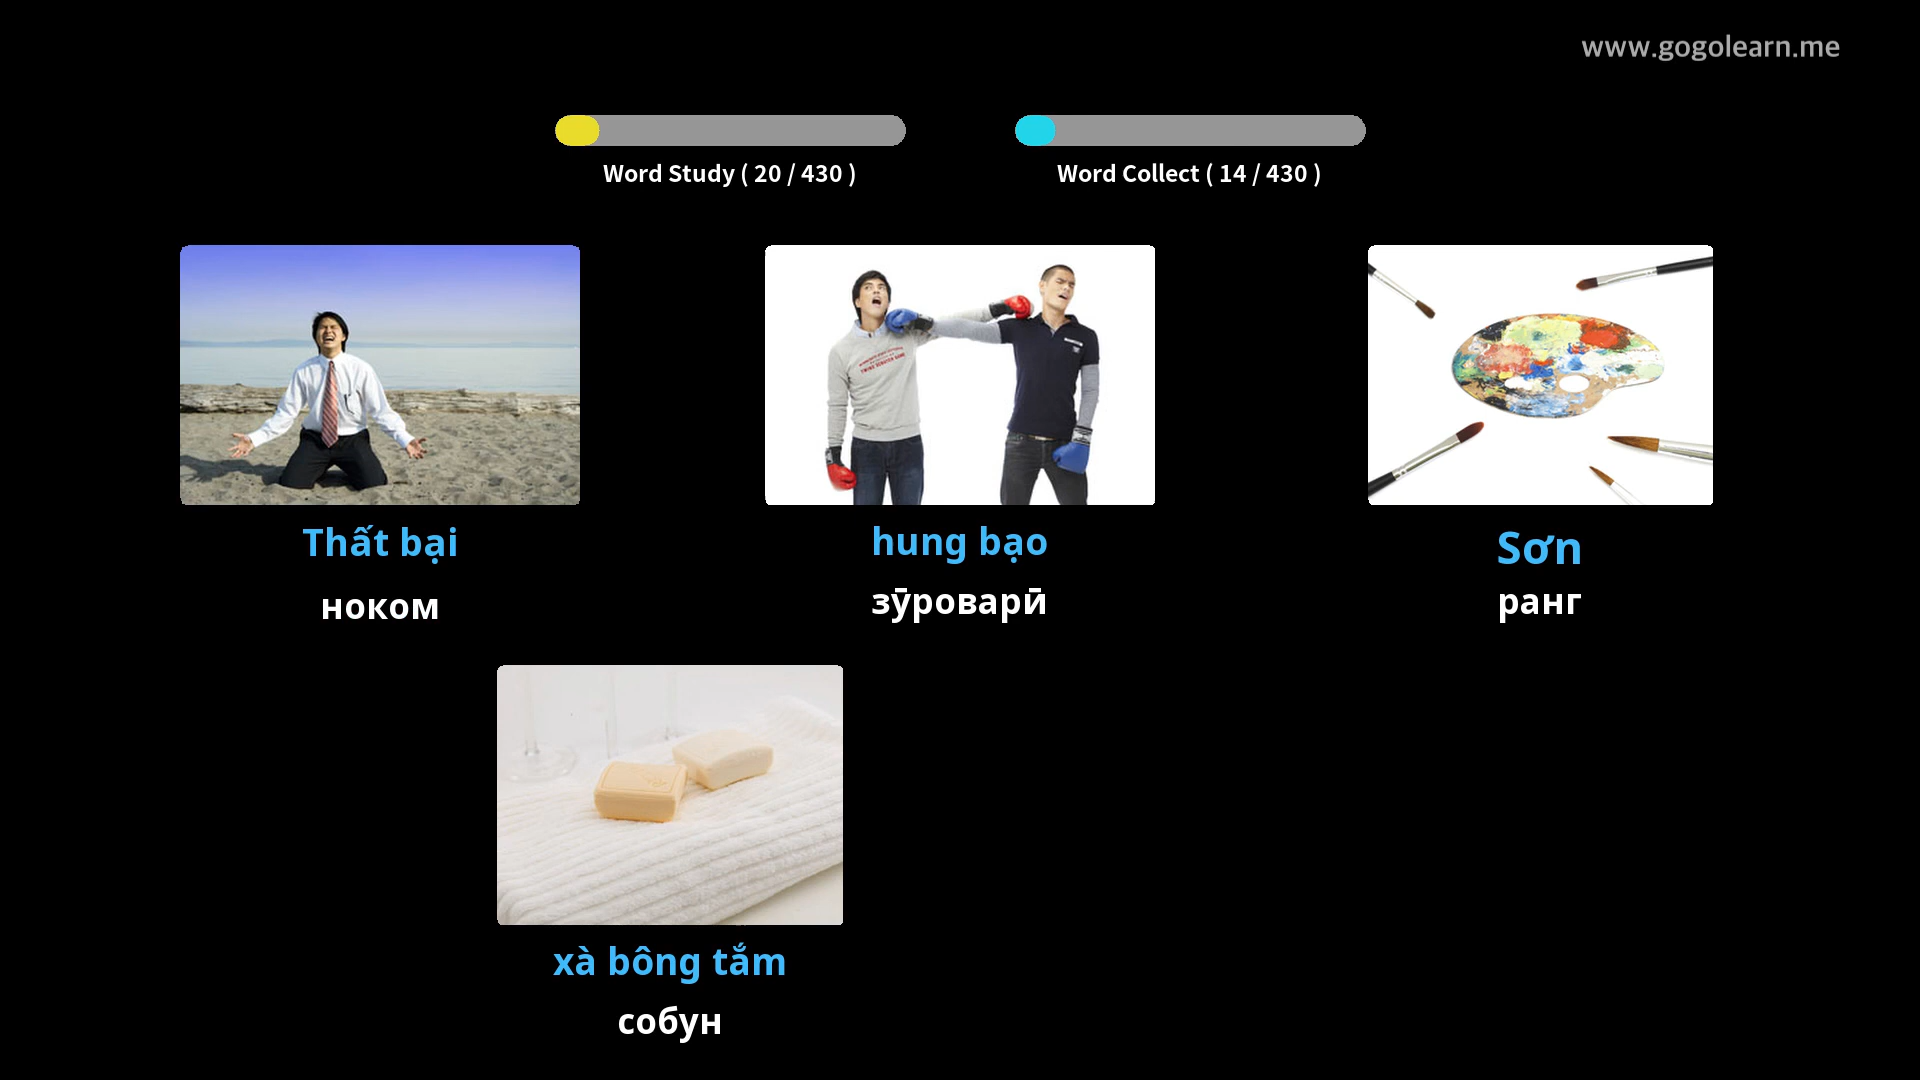 www.gogolearn.me
Word Study ( 20 / 430 )
Word Collect ( 14 / 430 )
Thất bại
ноком
hung bạo
зӯроварӣ
Sơn
ранг
xà bông tắm
собун